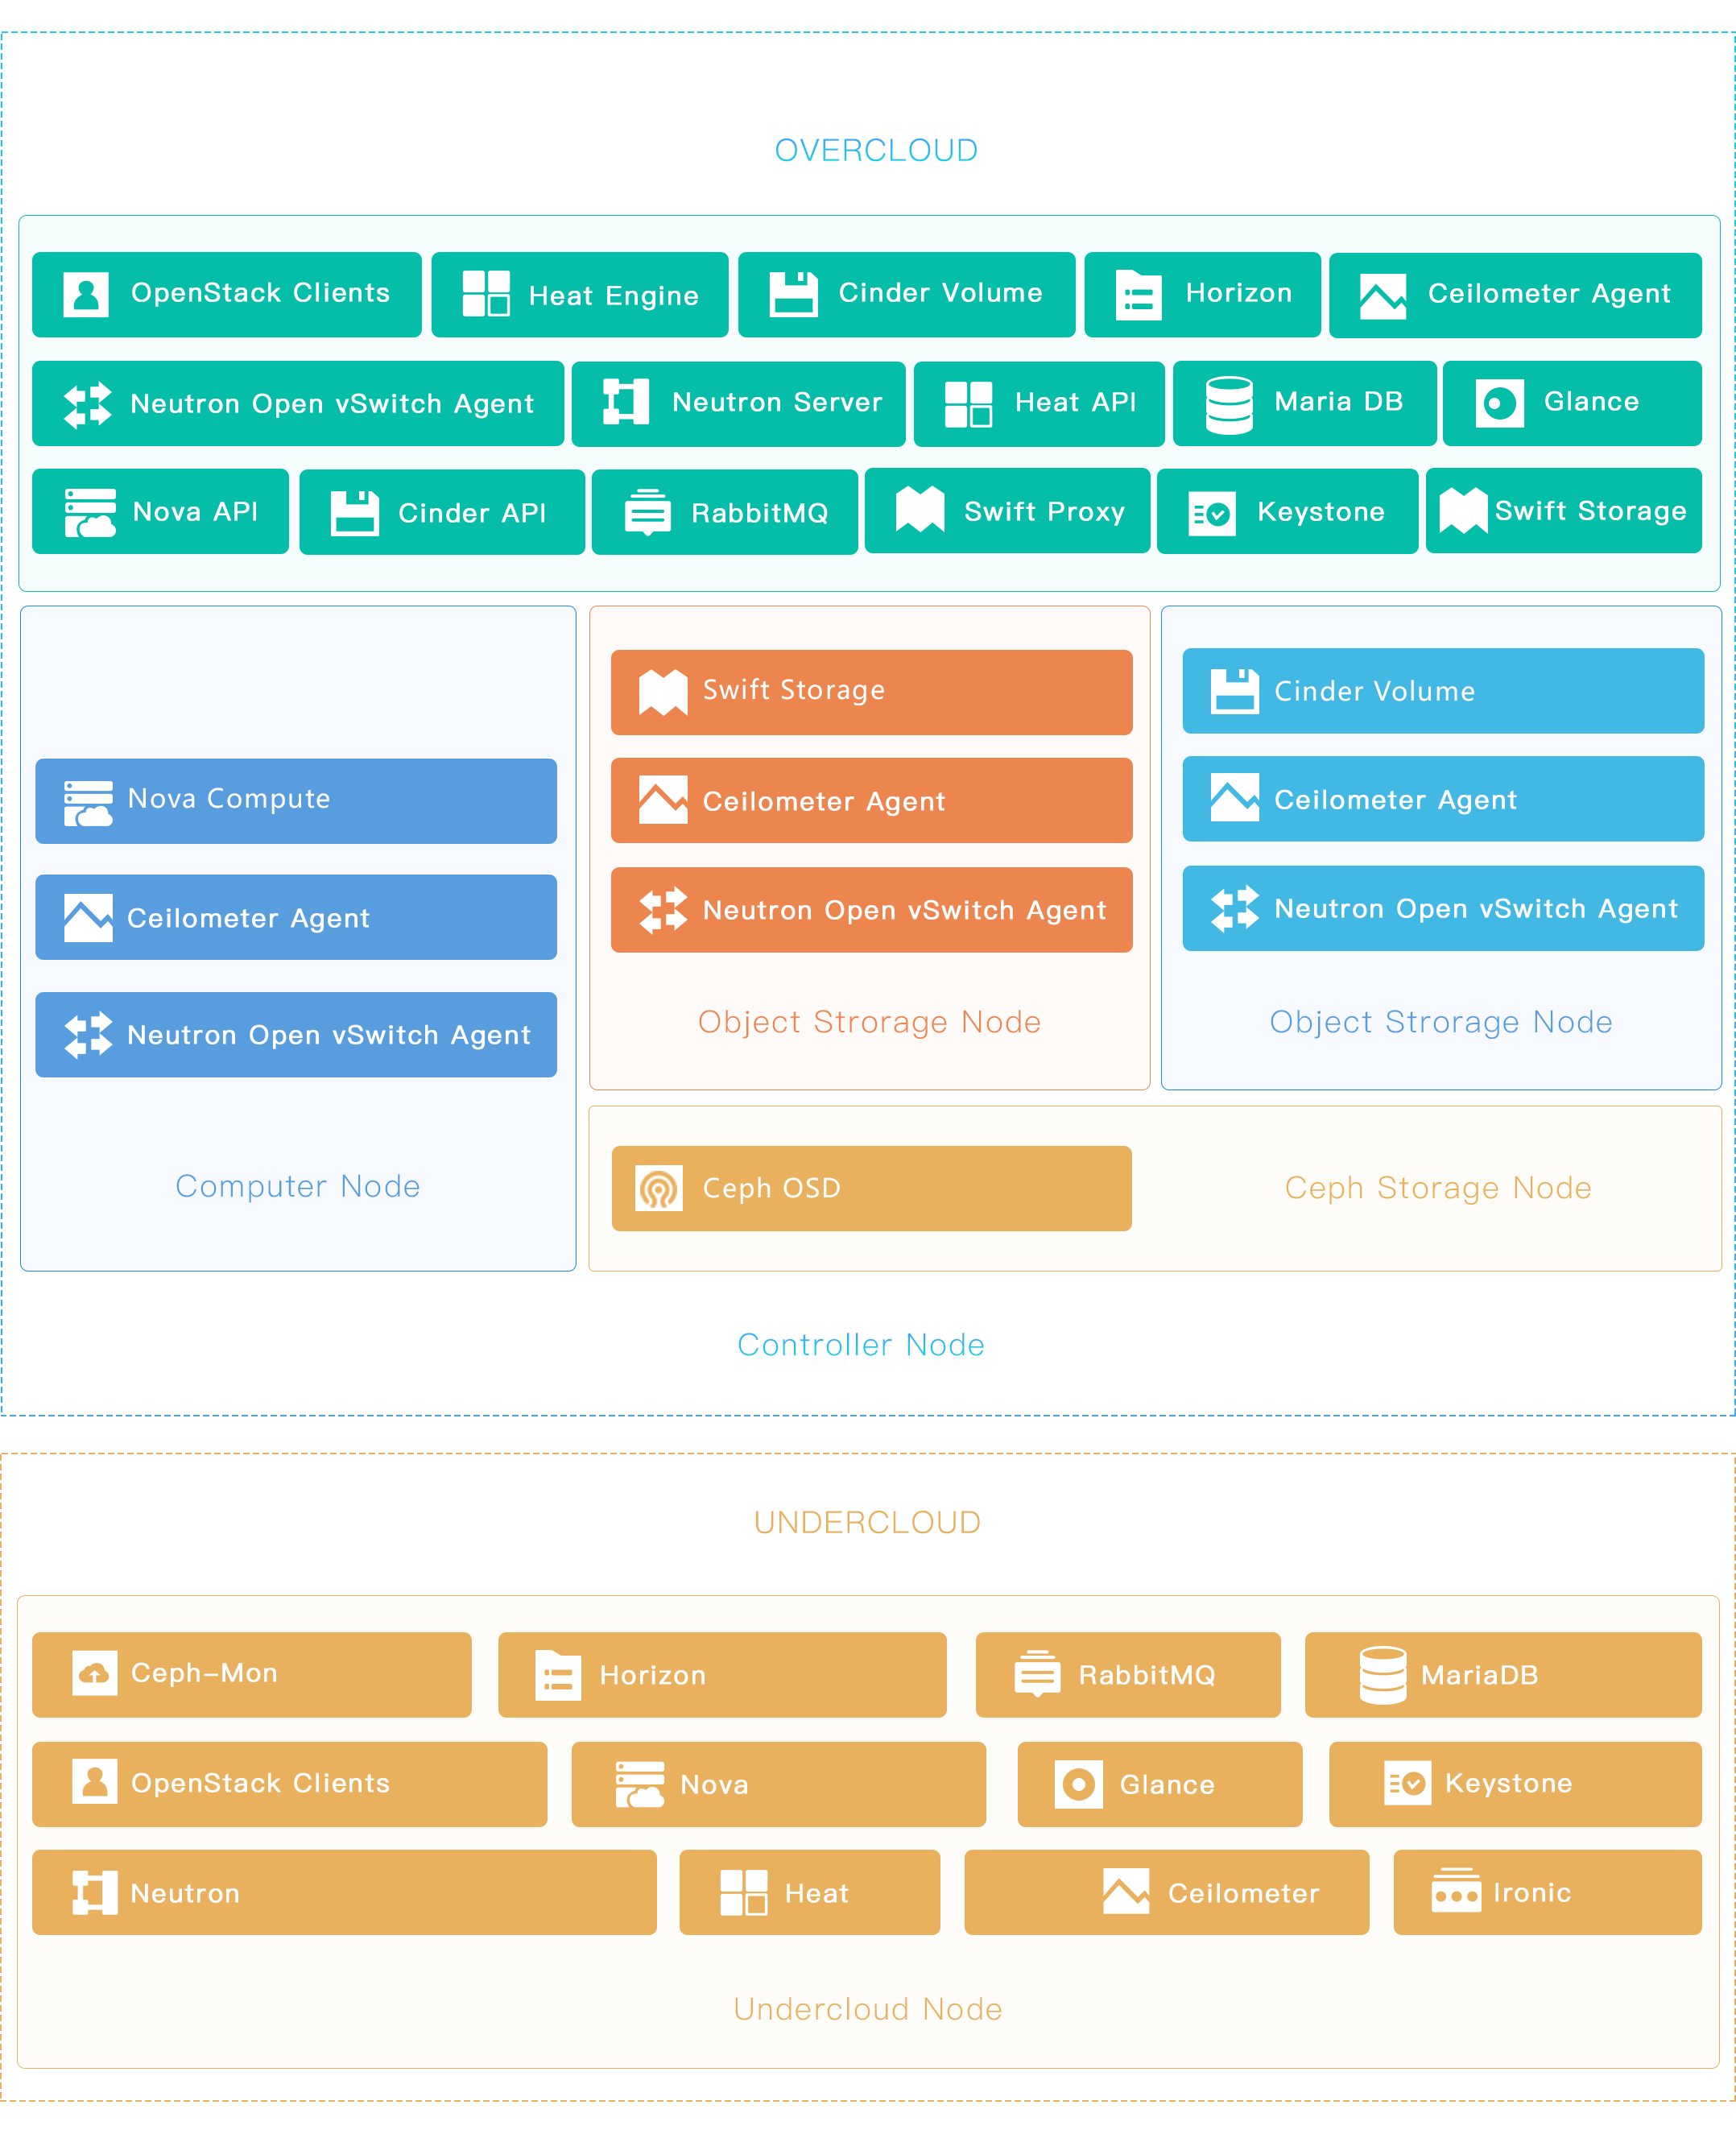 OVERCLOUD
OpenStack Clients
Heat Engine
Cinder Volume
Horizon
Ceilometer Agent
Neutron Open vSwitch Agent
Neutron Server
Heat API
Maria DB
Glance
Nova API
Cinder API
RabbitMQ
Swift Proxy
Keystone
Swift Storage
Nova Compute
Ceilometer Agent
Neutron Open vSwitch Agent
Computer Node
Swift Storage
Ceilometer Agent
Neutron Open vSwitch Agent
Object Strorage Node
Cinder Volume
Ceilometer Agent
Neutron Open vSwitch Agent
Object Strorage Node
Ceph OSD
Ceph Storage Node
Controller Node
UNDERCLOUD
Ceph-Mon
Horizon
RabbitMQ
MariaDB
OpenStack Clients
Nova
Glance
Keystone
Neutron
Heat
Ceilometer
Ironic
Undercloud Node